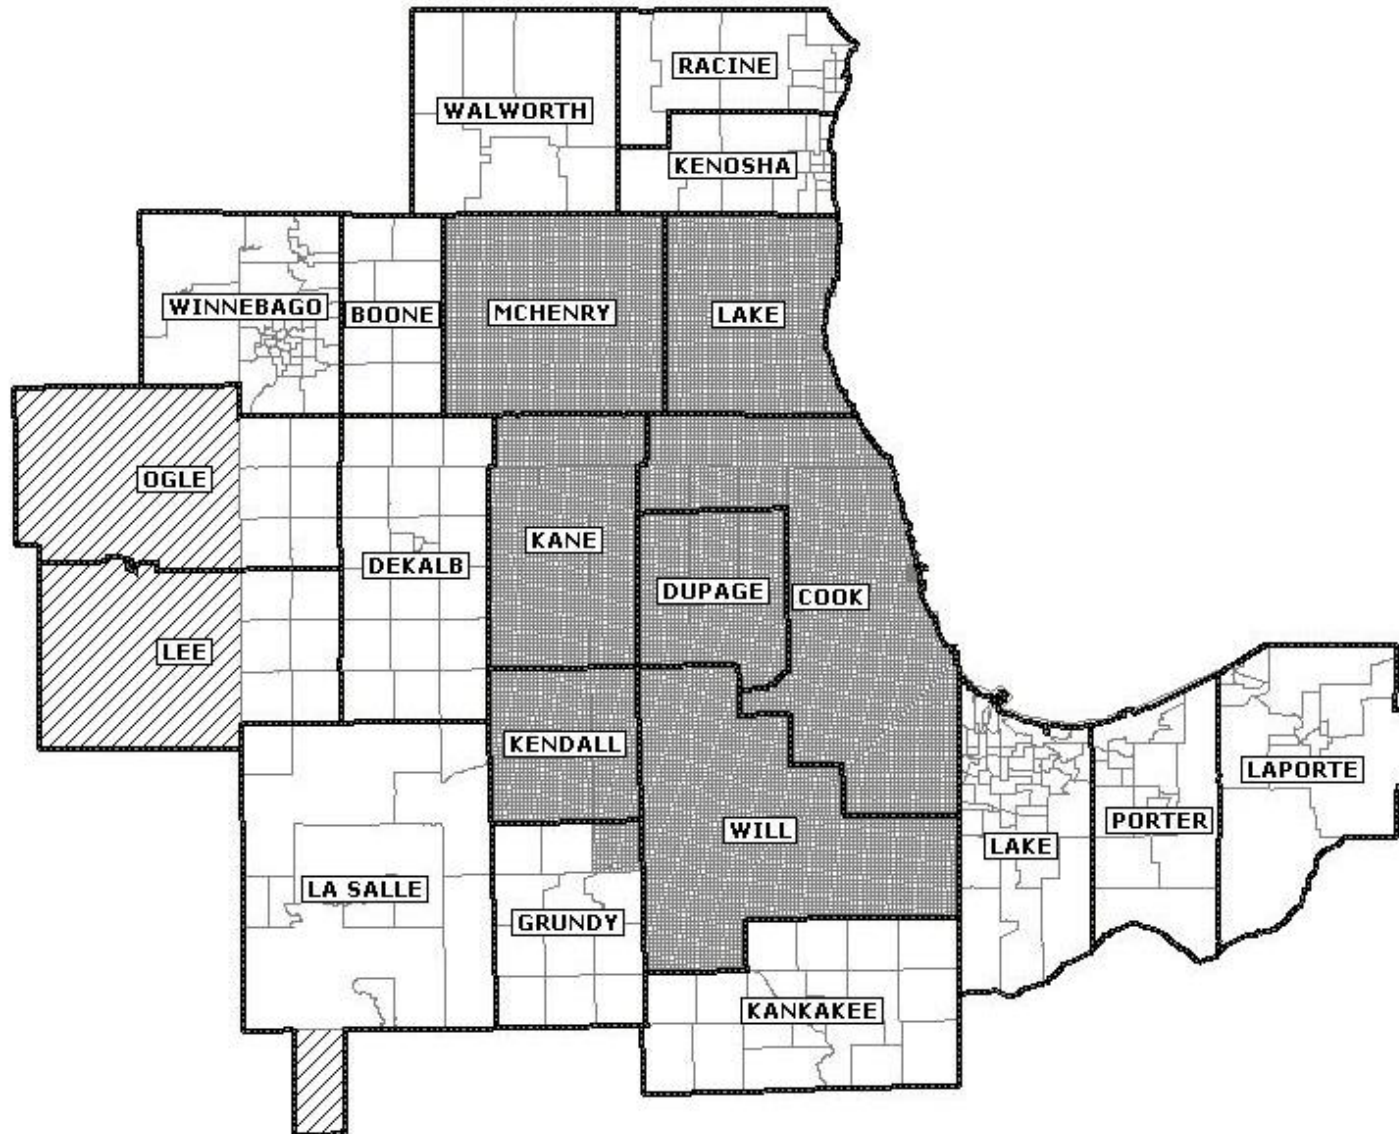 RACINE
WALWORTH
KENOSHA
WINNEBAGO
BOONE
MCHENRY
LAKE
OGLE
KANE
DEKALB
DUPAGE
COOK
LEE
KENDALL
LAPORTE
WILL
PORTER
LAKE
LA SALLE
GRUNDY
KANKAKEE